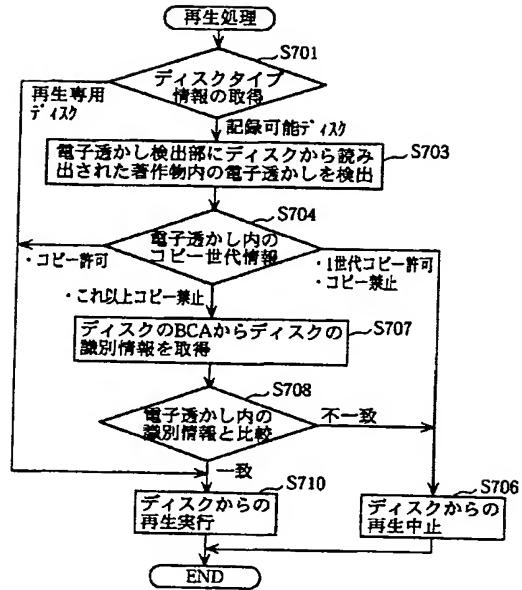 再生処理
S701
ディスクタイプ
情報の取得
再生専用
ディスク
記録可能ディスク
S703
電子透かし検出部にディスクから読み
出された著作物内の電子透かしを検出
S704
電子透かし内の
コピー世代情報
・コピー許可
・1世代コピー許可
・コピー禁止
・これ以上コピー禁止
S707
ディスクのBCAからディスクの
識別情報を取得
S708
電子透かし内の
識別情報と比較
不一致
一致
S710
ディスクからの
再生実行
S706
ディスクからの
再生中止
END